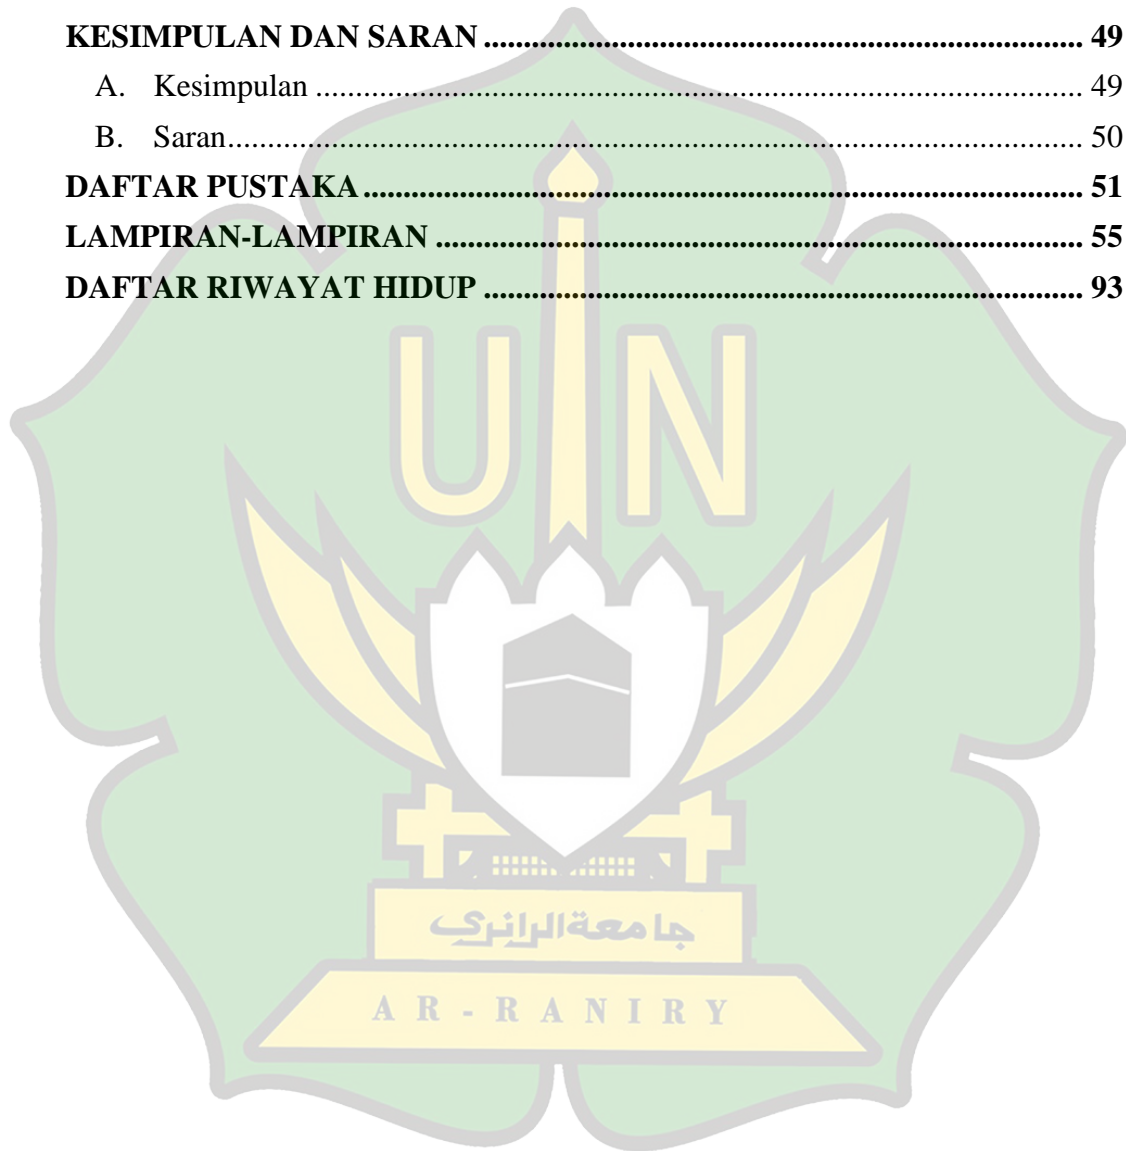 KESIMPULAN DAN SARAN ........................................................................... 49
A. Kesimpulan ................................................................................................ 49
B. Saran........................................................................................................... 50
DAFTAR PUSTAKA .......................................................................................... 51
LAMPIRAN-LAMPIRAN ................................................................................. 55
DAFTAR RIWAYAT HIDUP ........................................................................... 93
UIN
جامعة الرانري
AR-RANIRY